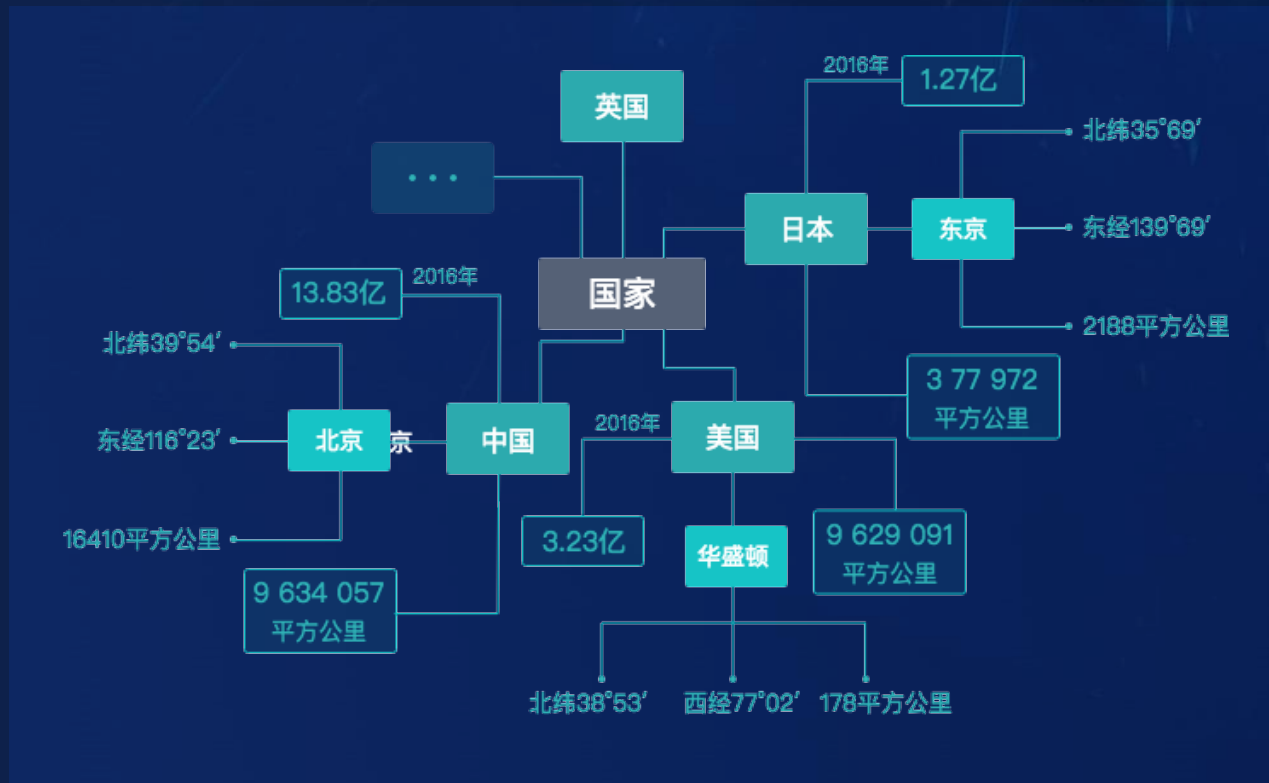 2016年
1.27亿
英国
北纬35°69′
• • •
日本
东京
东经139°69′
13.83亿
2016年
国家
2188平方公里
北纬39°54′
3 77 972
平方公里
东经116°23′
北京
京
中国
2016年
美国
16410平方公里
3.23亿
华盛顿
9 629 091
平方公里
9 634 057
平方公里
北纬38°53′
西经77°02′
178平方公里